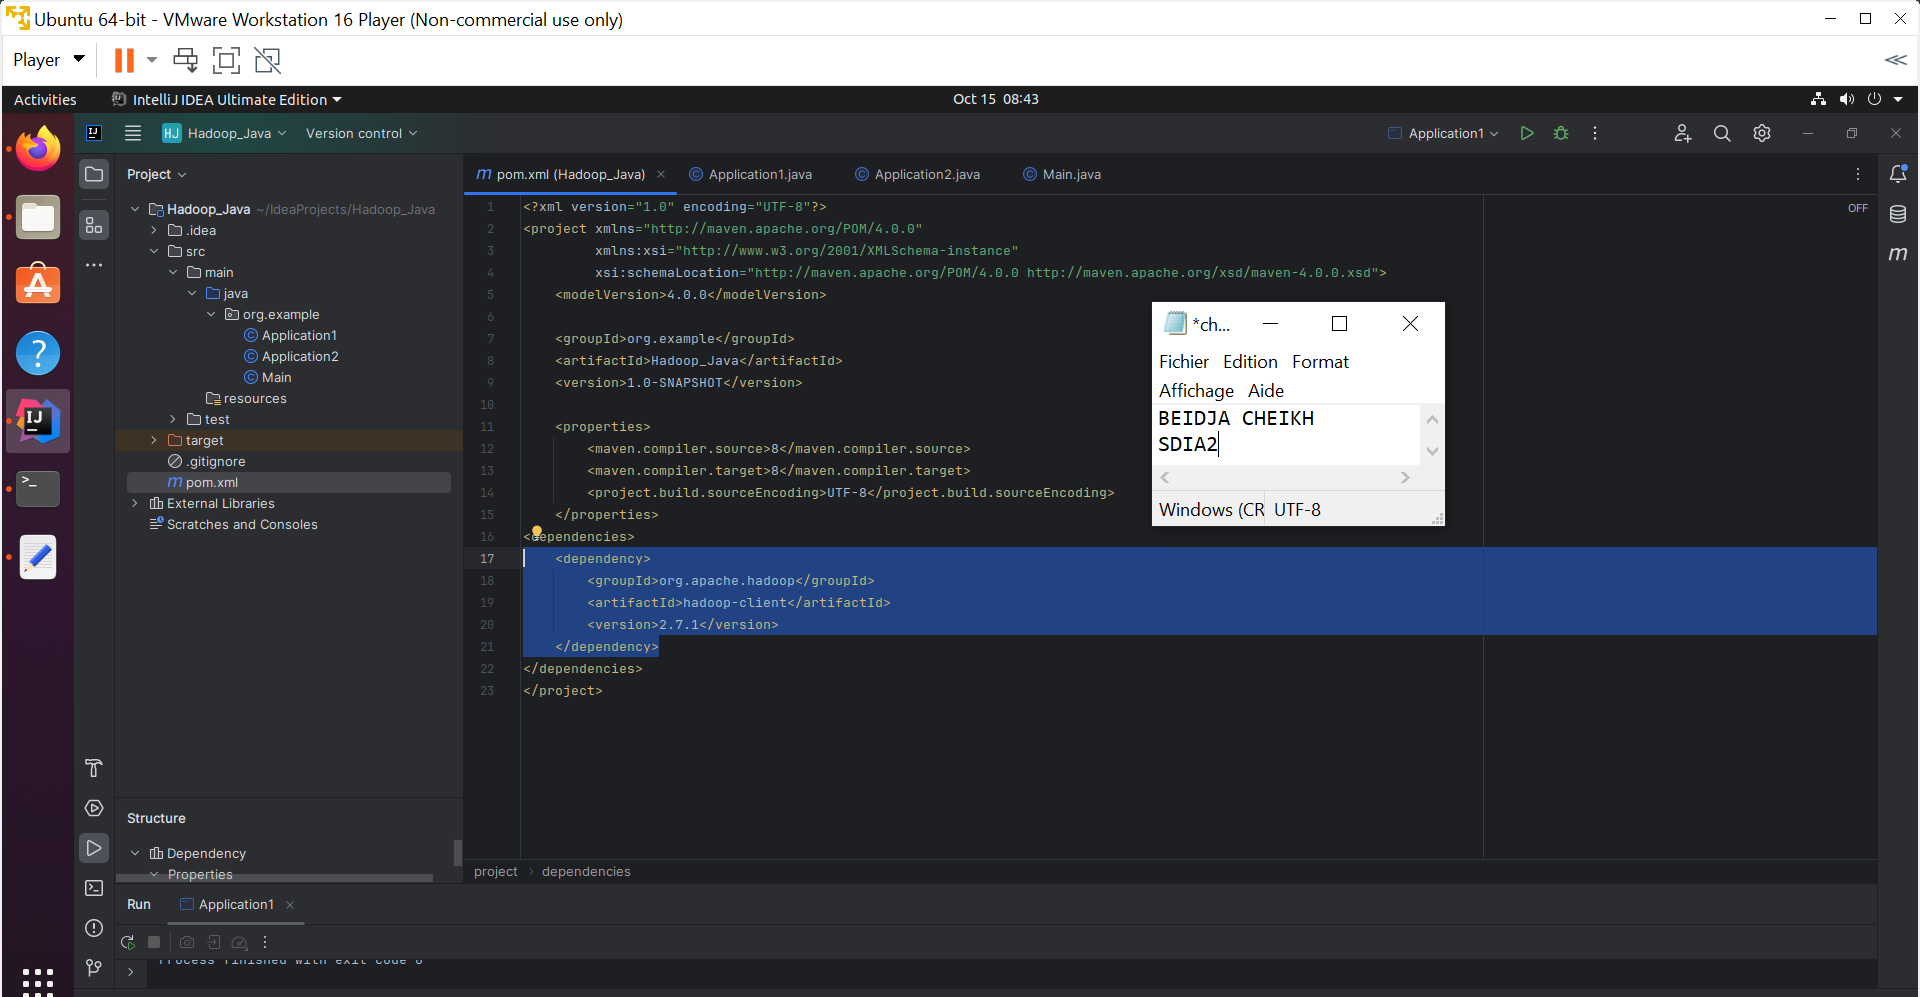 Ubuntu 64-bit - VMware Workstation 16 Player (Non-commercial use only)
Player
Activities
IntelliJ IDEA Ultimate Edition
Oct 15 08:43
IJ
HJ Hadoop_Java
Version control
Application1
Project
pom.xml (Hadoop_Java)
Application1.java
Application2.java
Main.java
Hadoop_Java ~/IdeaProjects/Hadoop_Java
.idea
src
main
java
org.example
Application1
Application2
Main
resources
test
target
.gitignore
pom.xml
External Libraries
Scratches and Consoles
OFF
1 <?xml version="1.0" encoding="UTF-8"?>
2 <project xmlns="http://maven.apache.org/POM/4.0.0"
3 xmlns:xsi="http://www.w3.org/2001/XMLSchema-instance"
4 xsi:schemaLocation="http://maven.apache.org/POM/4.0.0 http://maven.apache.org/xsd/maven-4.0.0.xsd">
5 <modelVersion>4.0.0</modelVersion>
6
7 <groupId>org.example</groupId>
8 <artifactId>Hadoop_Java</artifactId>
9 <version>1.0-SNAPSHOT</version>
10
11 <properties>
12 <maven.compiler.source>8</maven.compiler.source>
13 <maven.compiler.target>8</maven.compiler.target>
14 <project.build.sourceEncoding>UTF-8</project.build.sourceEncoding>
15 </properties>
16 <dependencies>
17 <dependency>
18 <groupId>org.apache.hadoop</groupId>
19 <artifactId>hadoop-client</artifactId>
20 <version>2.7.1</version>
21 </dependency>
22 </dependencies>
23 </project>
*ch...
Fichier Edition Format
Affichage Aide
BEIDJA CHEIKH
SDIA2
Windows (CR UTF-8
Structure
Dependency
Properties
project › dependencies
Run
Application1
Process finished with exit code 0